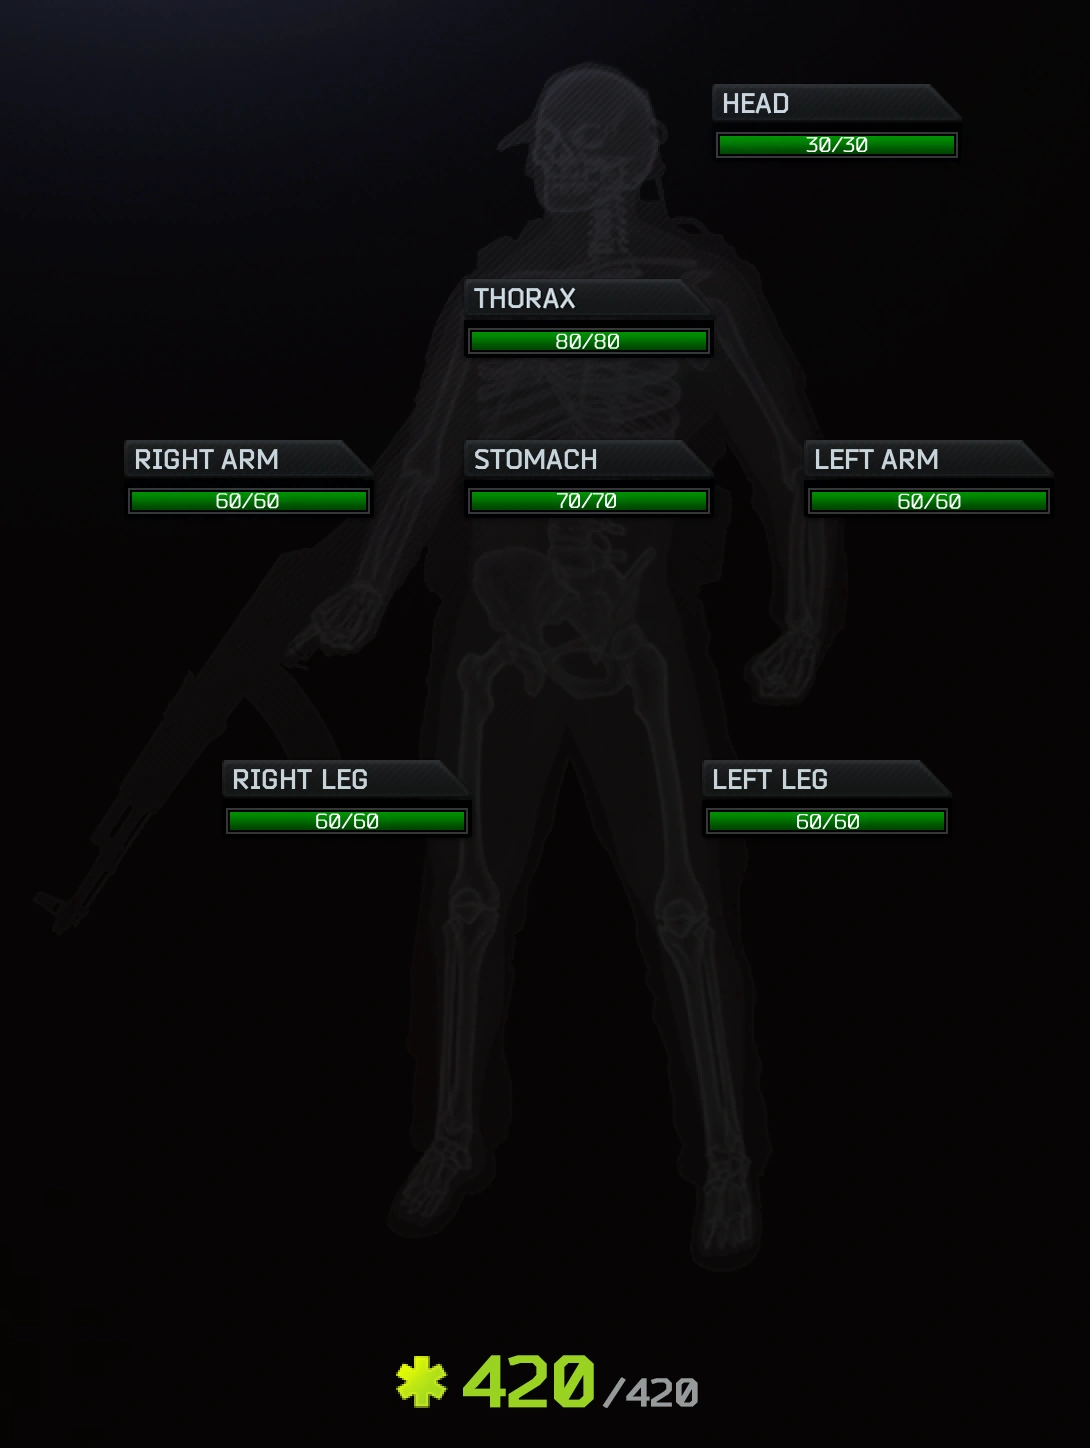 HEAD
30/30
THORAX
80/80
RIGHT ARM
60/60
STOMACH
70/70
LEFT ARM
60/60
RIGHT LEG
60/60
LEFT LEG
60/60
420/420